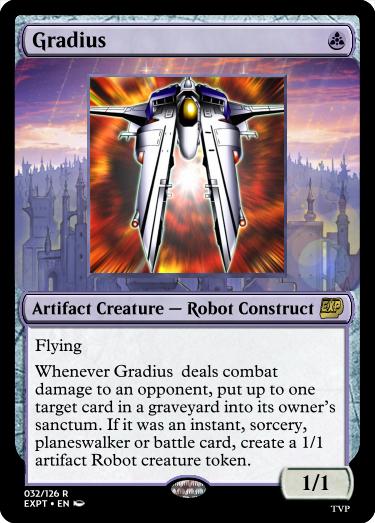 Gradius
Artifact Creature — Robot Construct
EXP
Flying
Whenever Gradius deals combat
damage to an opponent, put up to one
target card in a graveyard into its owner's
sanctum. If it was an instant, sorcery,
planeswalker or battle card, create a 1/1
artifact Robot creature token.
1/1
032/126 R
EXPT • EN
TVP